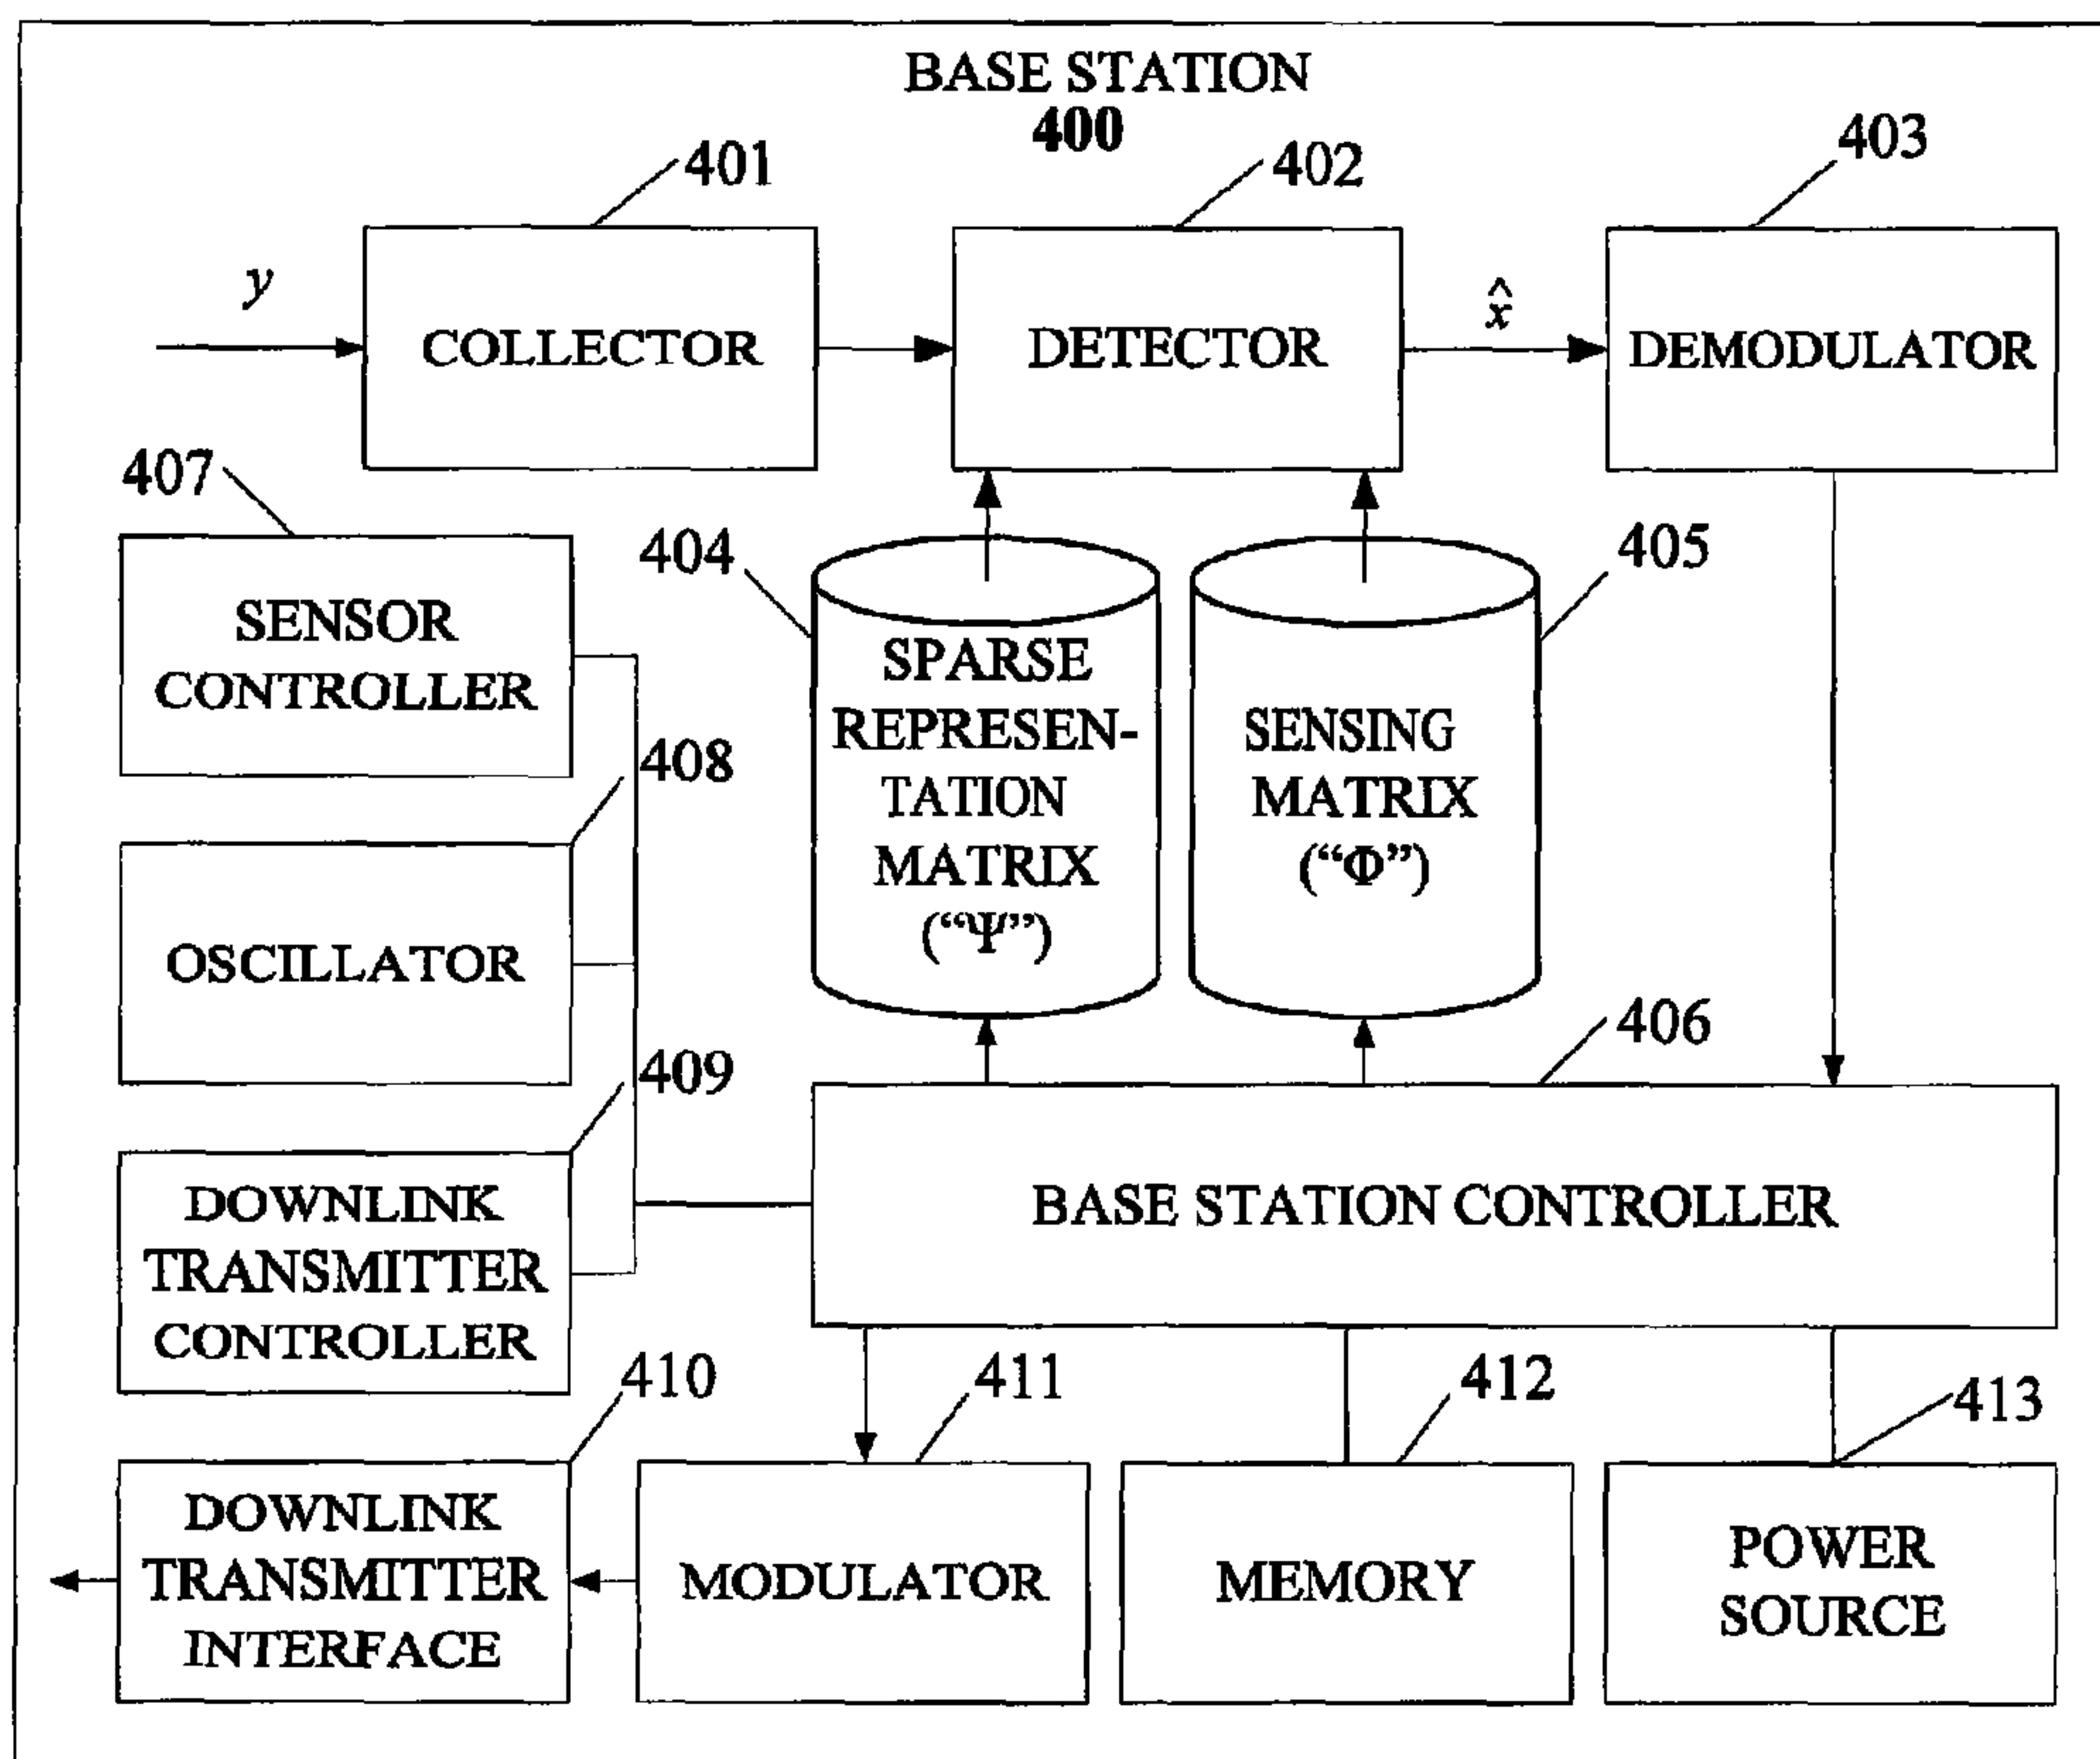 BASE STATION
400
401
402
403
y
COLLECTOR
DETECTOR
x̂
DEMODULATOR
407
404
405
SENSOR
CONTROLLER
SPARSE
REPRESEN-
TATION
MATRIX
(“Ψ”)
SENSING
MATRIX
(“Φ”)
408
OSCILLATOR
406
409
DOWNLINK
TRANSMITTER
CONTROLLER
BASE STATION CONTROLLER
410
411
412
413
DOWNLINK
TRANSMITTER
INTERFACE
MODULATOR
MEMORY
POWER
SOURCE